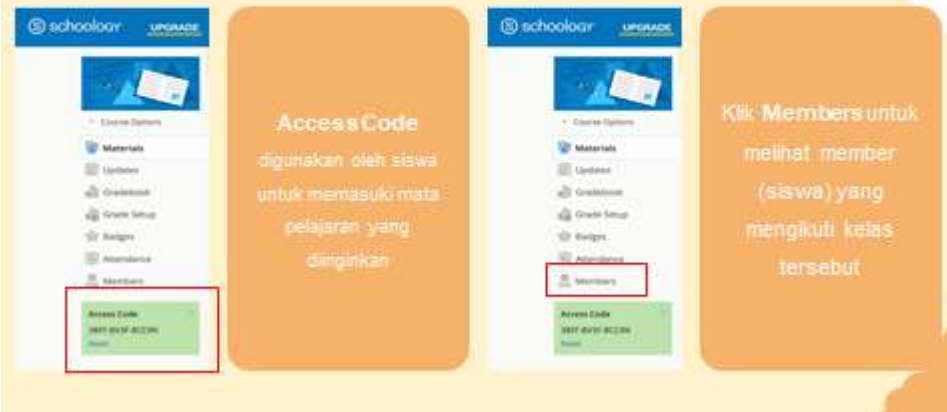 schoology UPGRADE
Course Options
Materials
Updates
Gradebook
Grade Setup
Badges
Attendance
Members
Access Code
Reset
Access Code
digunakan oleh siswa
untuk memasuki mata
pelajaran yang
diinginkan
schoology UPGRADE
Course Options
Materials
Updates
Gradebook
Grade Setup
Badges
Attendance
Members
Access Code
Reset
Klik Members untuk
melihat member
(siswa) yang
mengikuti kelas
tersebut